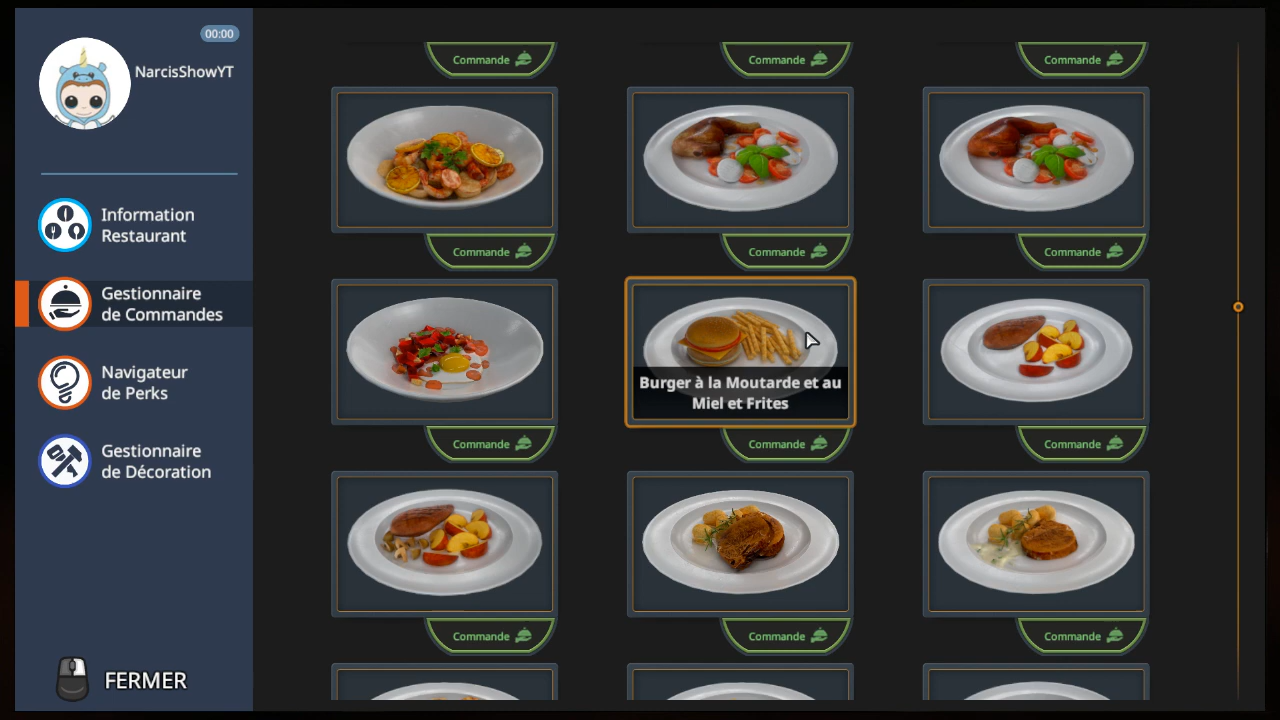 00:00
NarcisShowYT
Information
Restaurant
Gestionnaire
de Commandes
Navigateur
de Perks
Gestionnaire
de Décoration
FERMER
Commande
Commande
Commande
Commande
Commande
Commande
Burger à la Moutarde et au
Miel et Frites
Commande
Commande
Commande
Commande
Commande
Commande